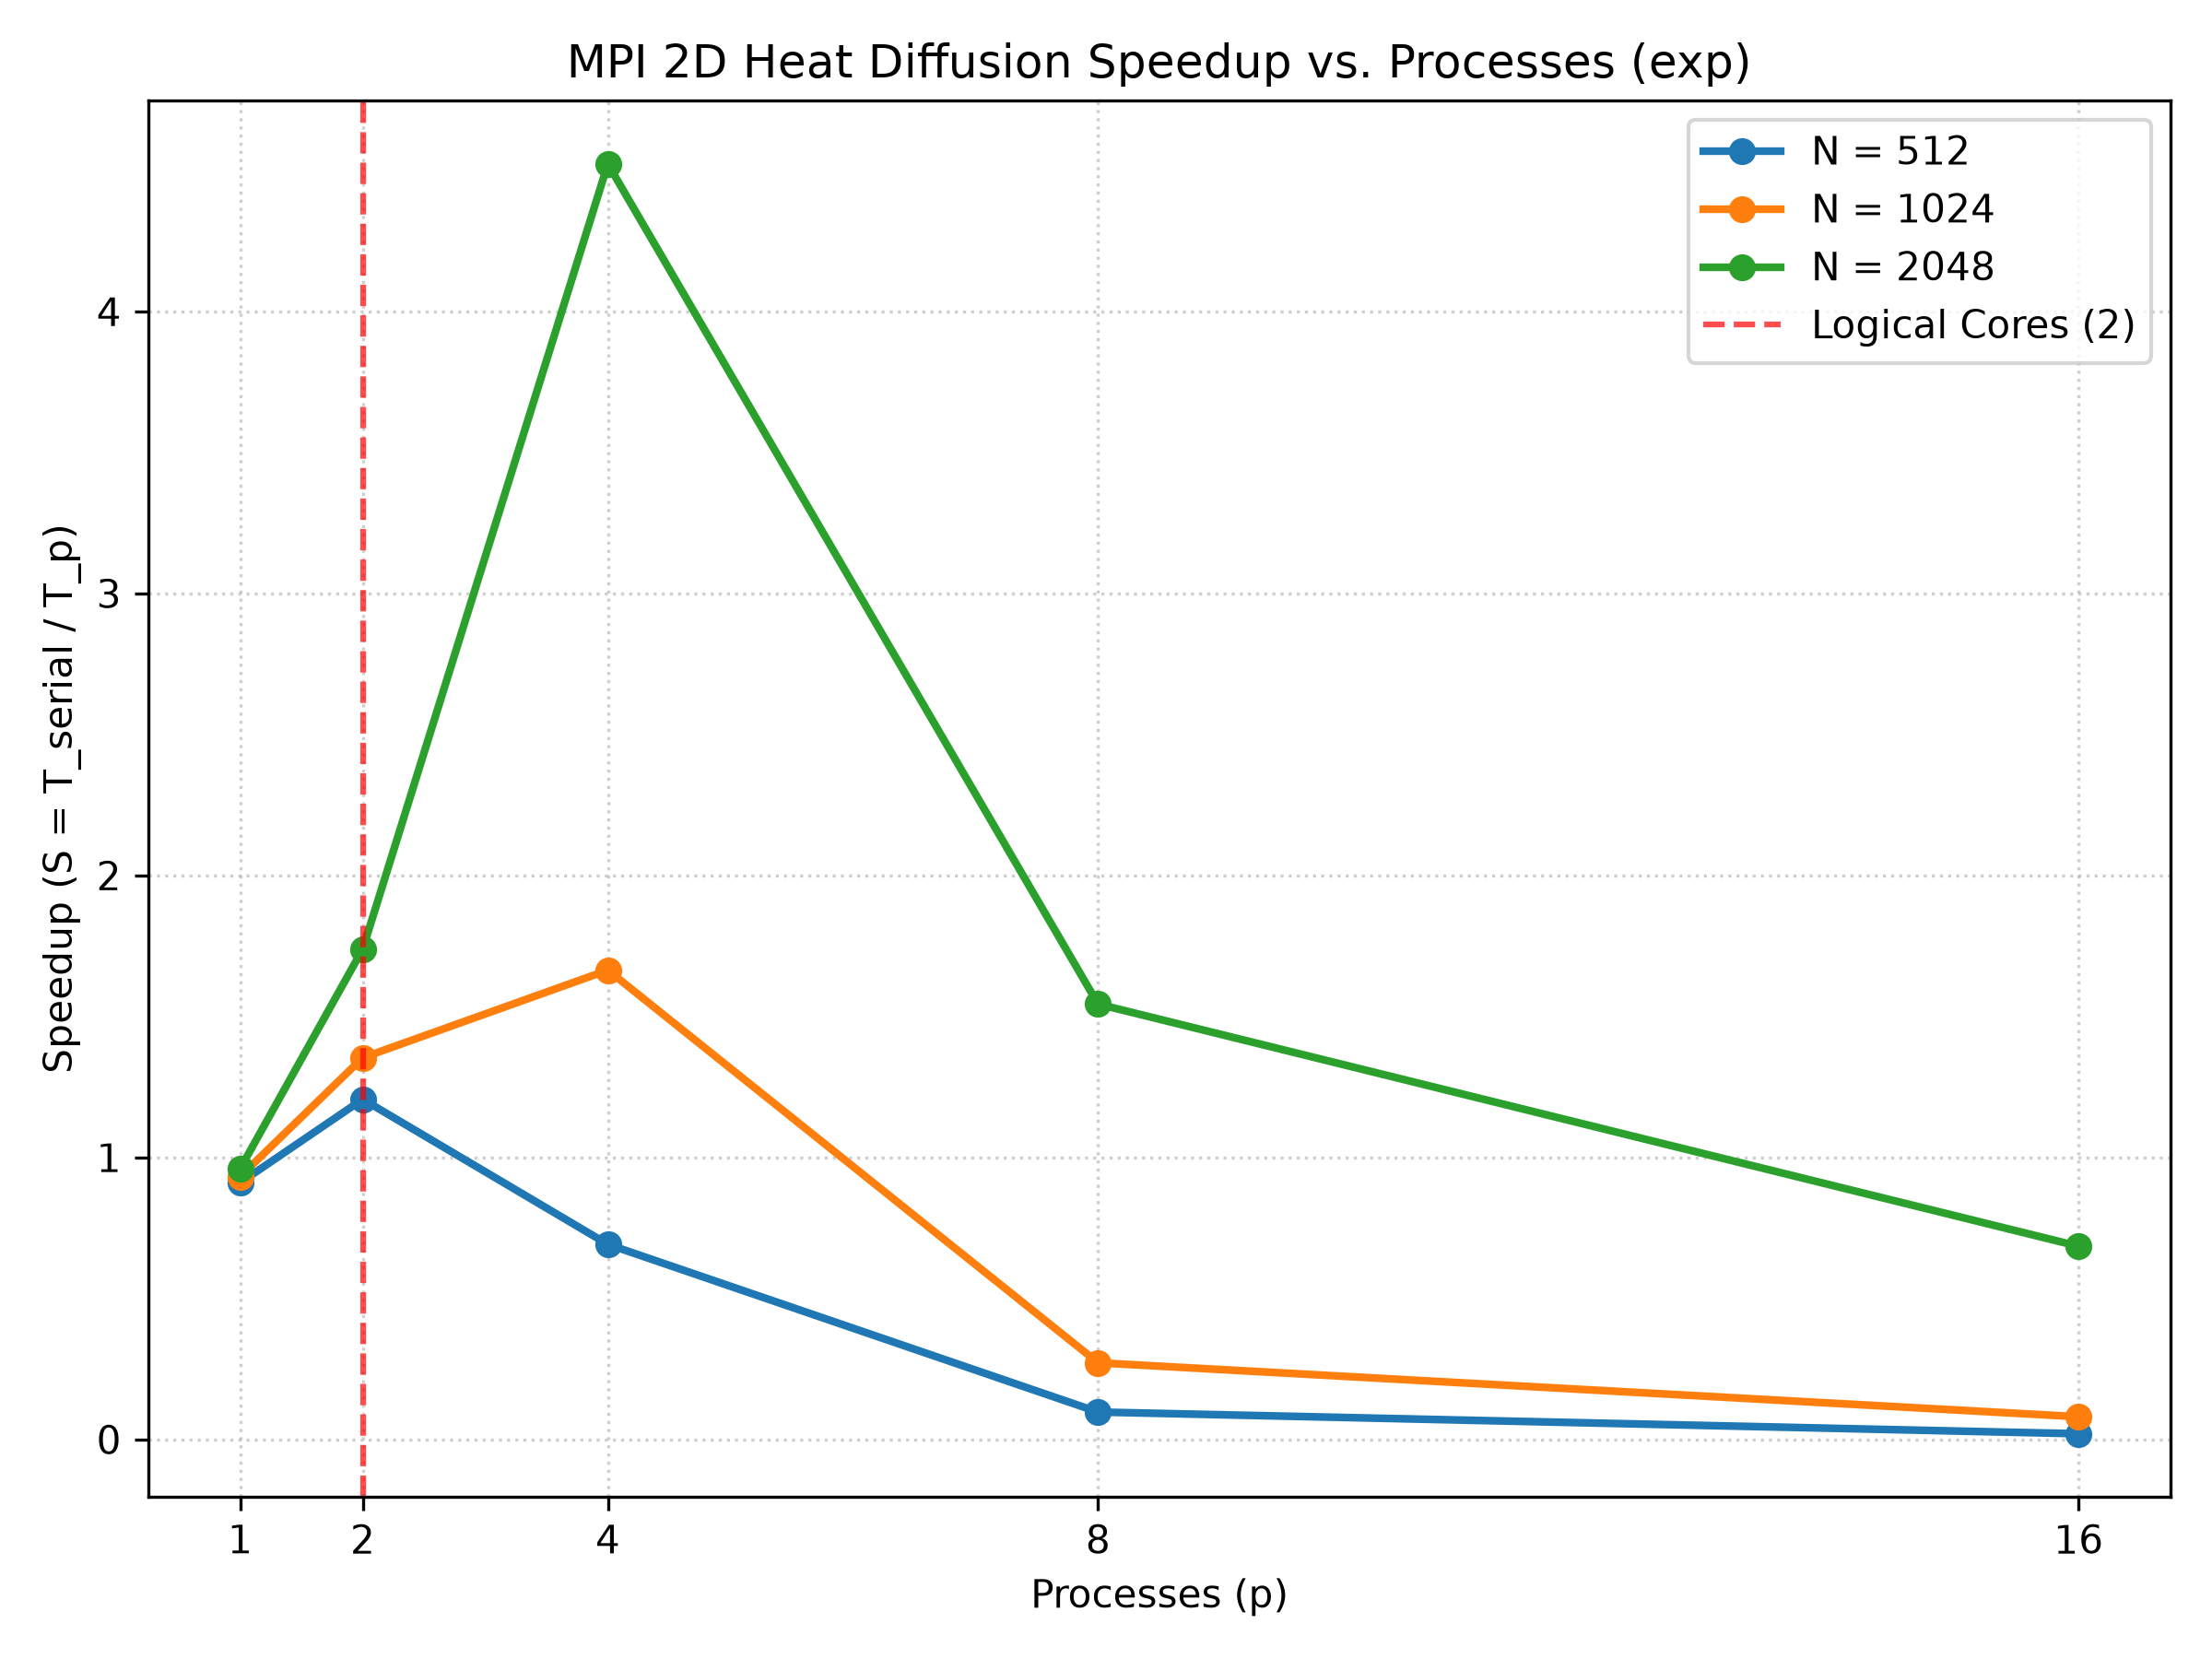 MPI 2D Heat Diffusion Speedup vs. Processes (exp)
N = 512
N = 1024
N = 2048
Logical Cores (2)
Speedup (S = T_serial / T_p)
4
3
2
1
0
1 2 4 8 16
Processes (p)